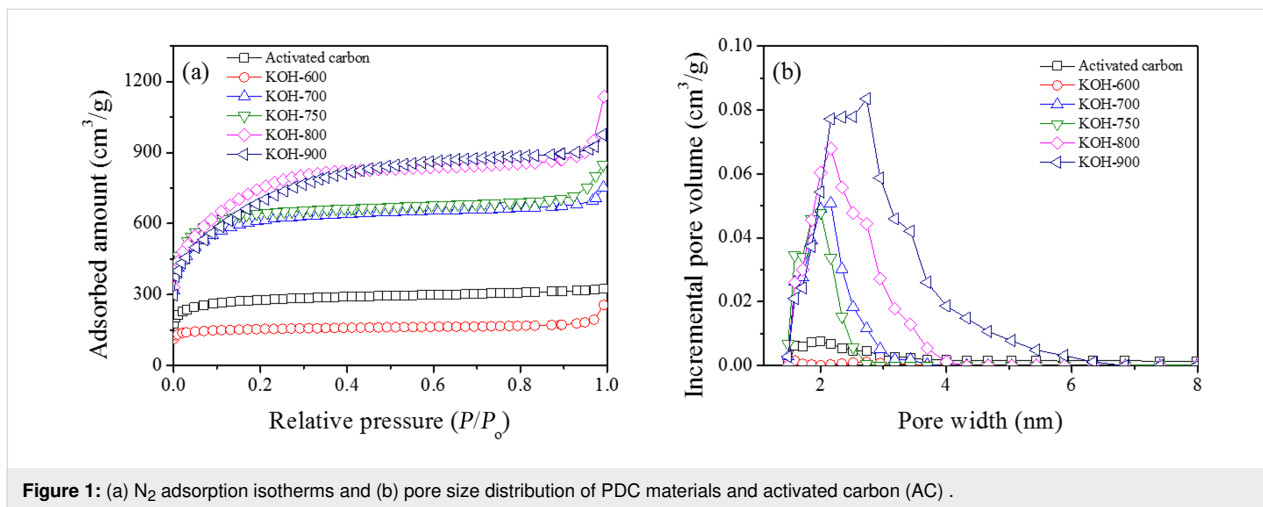 (a)
Activated carbon
KOH-600
KOH-700
KOH-750
KOH-800
KOH-900
1200
900
600
300
0
0.0 0.2 0.4 0.6 0.8 1.0
Adsorbed amount (cm³/g)
Relative pressure (P/Pₒ)
(b)
Activated carbon
KOH-600
KOH-700
KOH-750
KOH-800
KOH-900
0.10
0.08
0.06
0.04
0.02
0.00
2 4 6 8
Incremental pore volume (cm³/g)
Pore width (nm)
Figure 1: (a) N₂ adsorption isotherms and (b) pore size distribution of PDC materials and activated carbon (AC) .